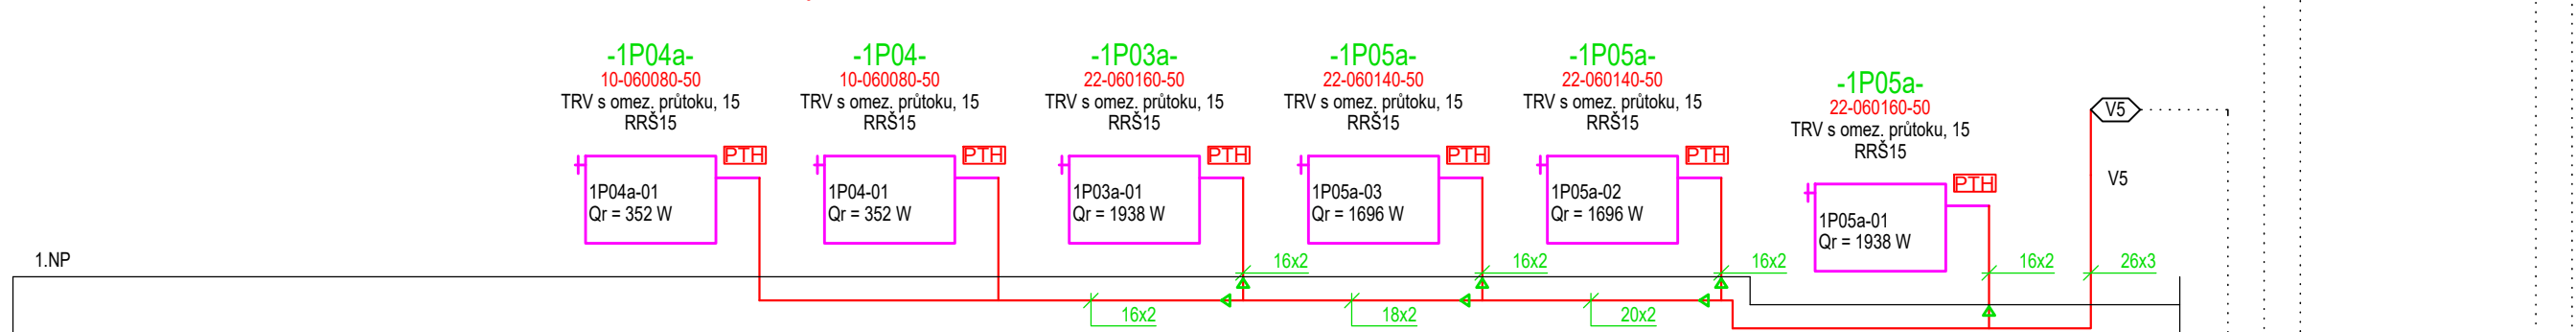 -1P04a-
10-060080-50
TRV s omez. průtoku, 15
RRŠ15
PTH
1P04a-01
Qr = 352 W
-1P04-
10-060080-50
TRV s omez. průtoku, 15
RRŠ15
PTH
1P04-01
Qr = 352 W
-1P03a-
22-060160-50
TRV s omez. průtoku, 15
RRŠ15
PTH
1P03a-01
Qr = 1938 W
-1P05a-
22-060140-50
TRV s omez. průtoku, 15
RRŠ15
PTH
1P05a-03
Qr = 1696 W
-1P05a-
22-060140-50
TRV s omez. průtoku, 15
RRŠ15
PTH
1P05a-02
Qr = 1696 W
-1P05a-
22-060160-50
TRV s omez. průtoku, 15
RRŠ15
PTH
1P05a-01
Qr = 1938 W
V5
V5
1.NP
16x2
16x2
16x2
16x2
26x3
16x2
18x2
20x2